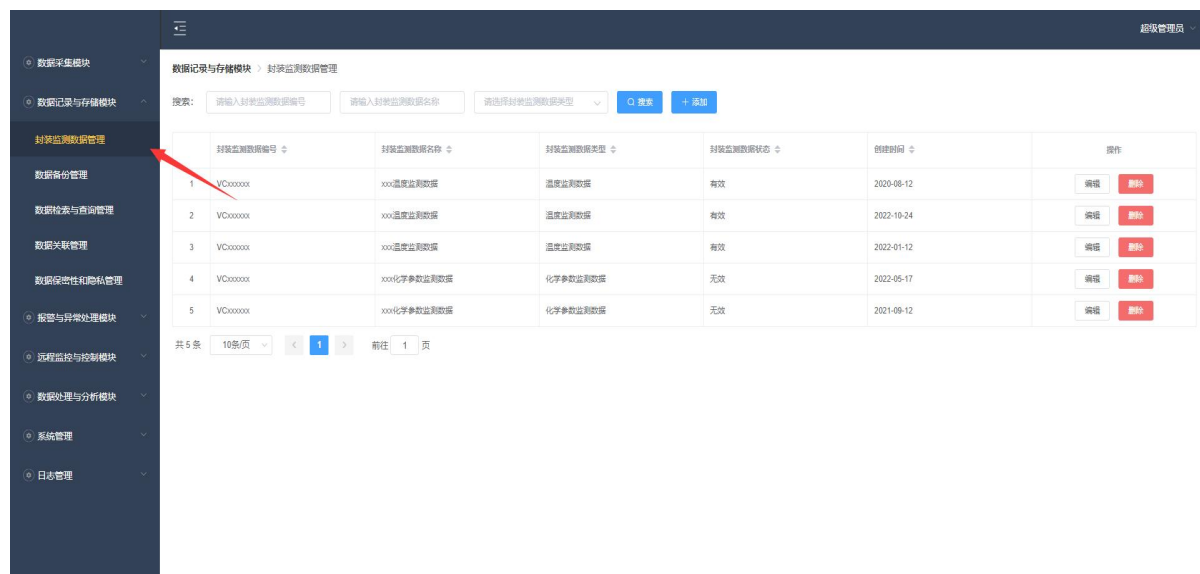 超级管理员
数据采集模块
数据记录与存储模块
封装监测数据管理
数据备份管理
数据检索与查询管理
数据关联管理
数据保密性和隐私管理
报警与异常处理模块
远程监控与控制模块
数据处理与分析模块
系统管理
日志管理
数据记录与存储模块 > 封装监测数据管理
搜索: 请输入封装监测数据编号 请输入封装监测数据名称 请选择封装监测数据类型 搜索 + 添加
封装监测数据编号 封装监测数据名称 封装监测数据类型 封装监测数据状态 创建时间 操作
1 VCxxxxxx xxx温度监测数据 温度监测数据 有效 2020-08-12 编辑 删除
2 VCxxxxxx xxx温度监测数据 温度监测数据 有效 2022-10-24 编辑 删除
3 VCxxxxxx xxx温度监测数据 温度监测数据 有效 2022-01-12 编辑 删除
4 VCxxxxxx xxx化学参数监测数据 化学参数监测数据 无效 2022-05-17 编辑 删除
5 VCxxxxxx xxx化学参数监测数据 化学参数监测数据 无效 2021-09-12 编辑 删除
共 5 条 10条/页 < 1 > 前往 1 页